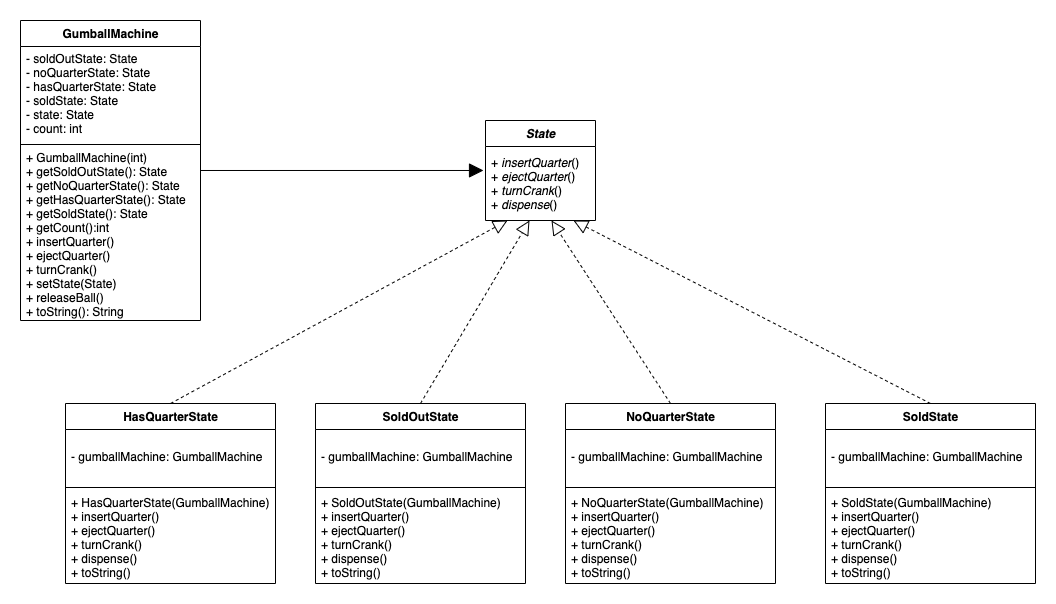 GumballMachine
- soldOutState: State
- noQuarterState: State
- hasQuarterState: State
- soldState: State
- state: State
- count: int
+ GumballMachine(int)
+ getSoldOutState(): State
+ getNoQuarterState(): State
+ getHasQuarterState(): State
+ getSoldState(): State
+ getCount():int
+ insertQuarter()
+ ejectQuarter()
+ turnCrank()
+ setState(State)
+ releaseBall()
+ toString(): String
State
+ insertQuarter()
+ ejectQuarter()
+ turnCrank()
+ dispense()
HasQuarterState
- gumballMachine: GumballMachine
+ HasQuarterState(GumballMachine)
+ insertQuarter()
+ ejectQuarter()
+ turnCrank()
+ dispense()
+ toString()
SoldOutState
- gumballMachine: GumballMachine
+ SoldOutState(GumballMachine)
+ insertQuarter()
+ ejectQuarter()
+ turnCrank()
+ dispense()
+ toString()
NoQuarterState
- gumballMachine: GumballMachine
+ NoQuarterState(GumballMachine)
+ insertQuarter()
+ ejectQuarter()
+ turnCrank()
+ dispense()
+ toString()
SoldState
- gumballMachine: GumballMachine
+ SoldState(GumballMachine)
+ insertQuarter()
+ ejectQuarter()
+ turnCrank()
+ dispense()
+ toString()